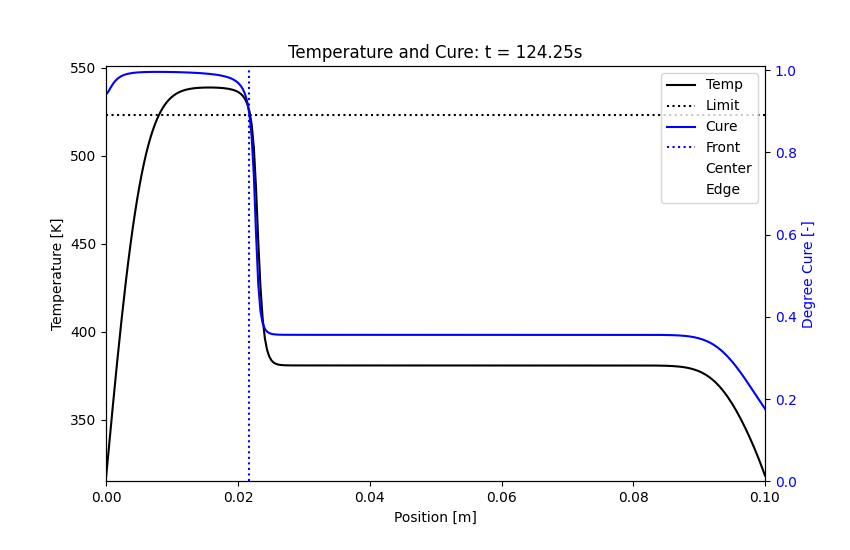 Temperature and Cure: t = 124.25s
550
500
450
400
350
Temperature [K]
Temp
Limit
Cure
Front
Center
Edge
1.0
0.8
0.6
0.4
0.2
0.0
Degree Cure [-]
0.00 0.02 0.04 0.06 0.08 0.10
Position [m]